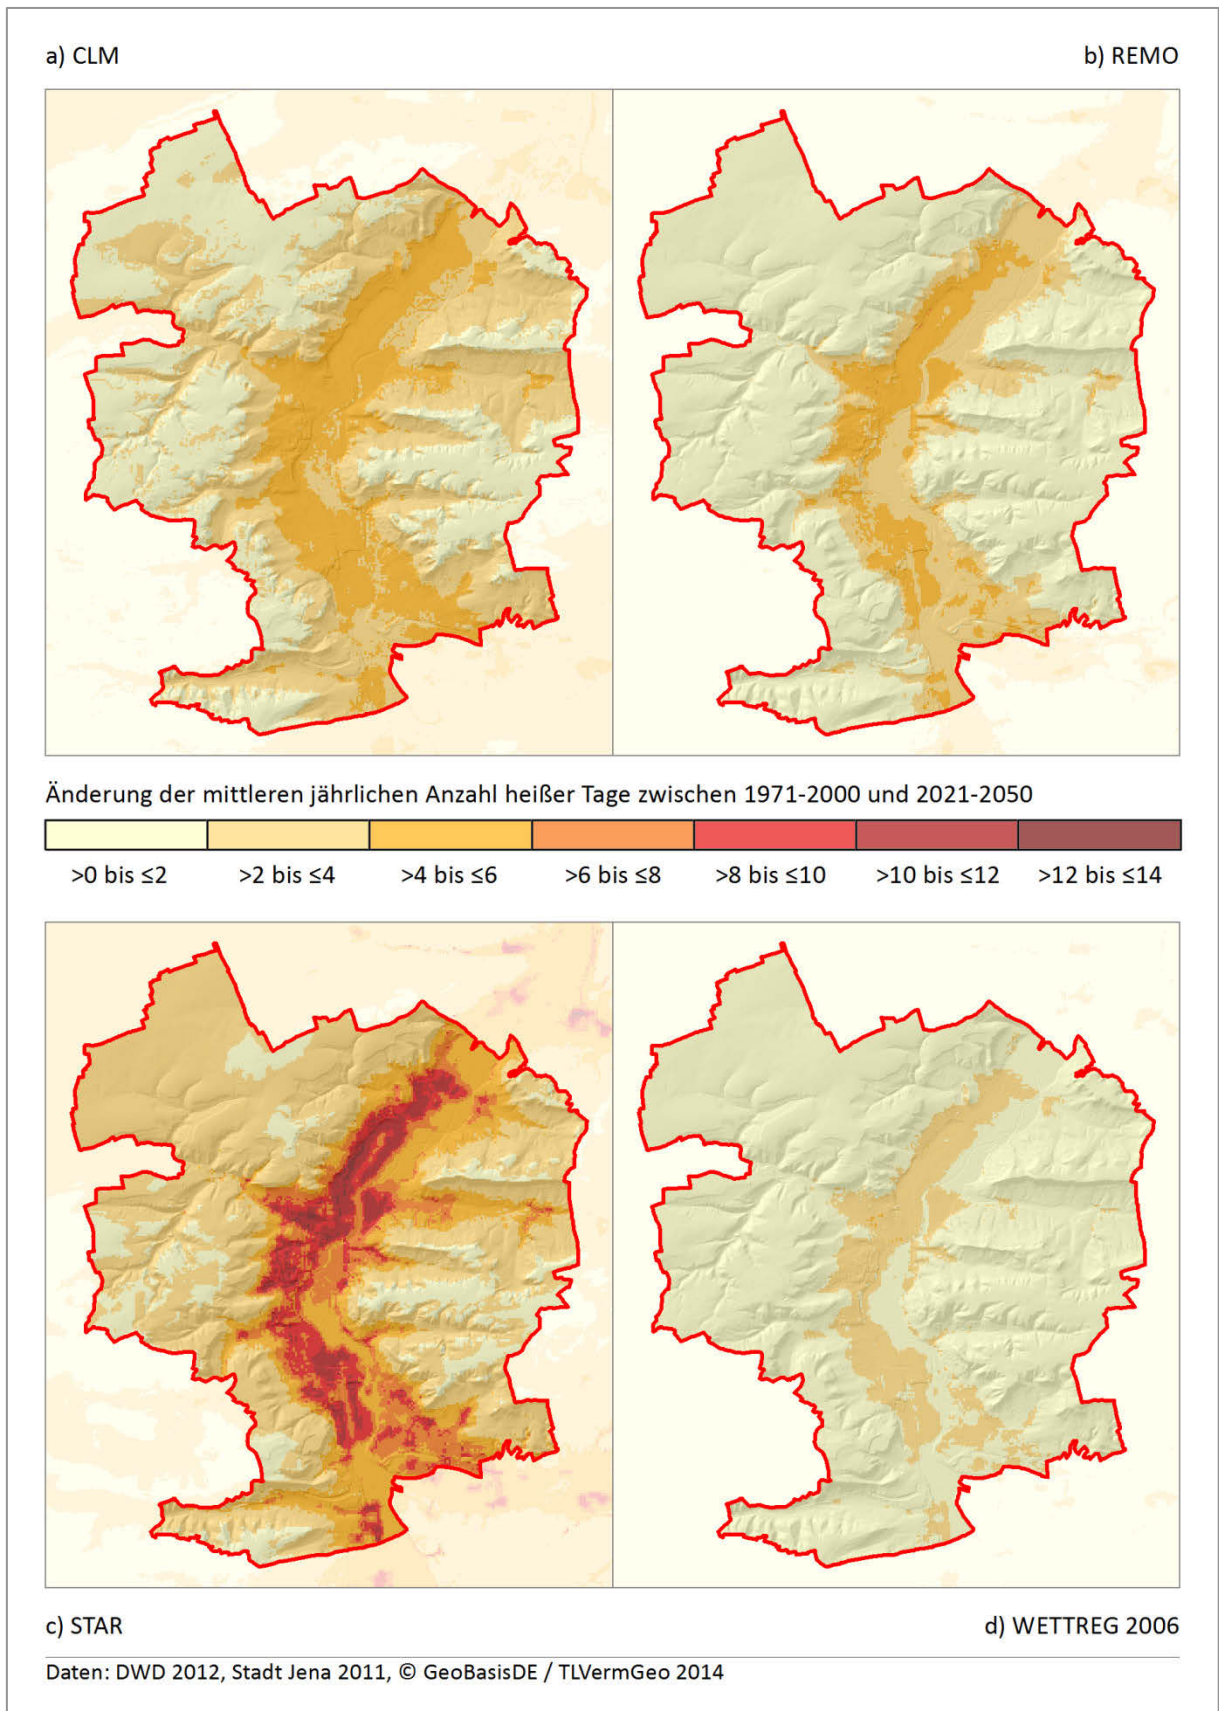 a) CLM
b) REMO
Änderung der mittleren jährlichen Anzahl heißer Tage zwischen 1971-2000 und 2021-2050
>0 bis ≤2 >2 bis ≤4 >4 bis ≤6 >6 bis ≤8 >8 bis ≤10 >10 bis ≤12 >12 bis ≤14
c) STAR
d) WETTREG 2006
Daten: DWD 2012, Stadt Jena 2011, © GeoBasisDE / TLVermGeo 2014